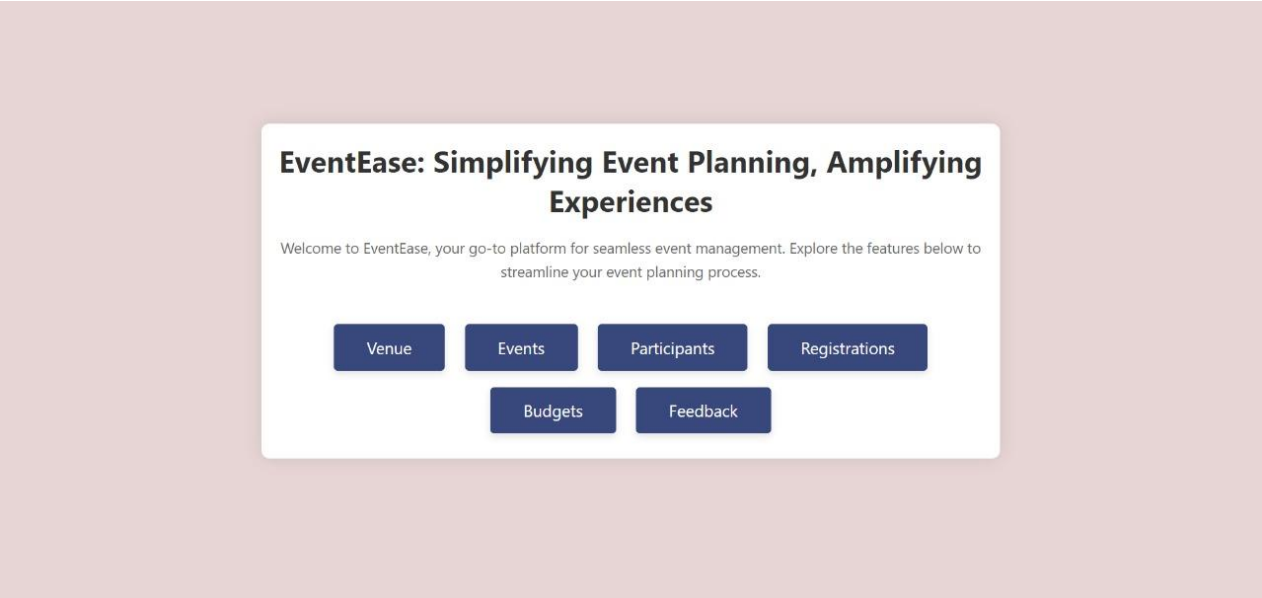 EventEase: Simplifying Event Planning, Amplifying
Experiences
Welcome to EventEase, your go-to platform for seamless event management. Explore the features below to
streamline your event planning process.
Venue Events Participants Registrations
Budgets Feedback